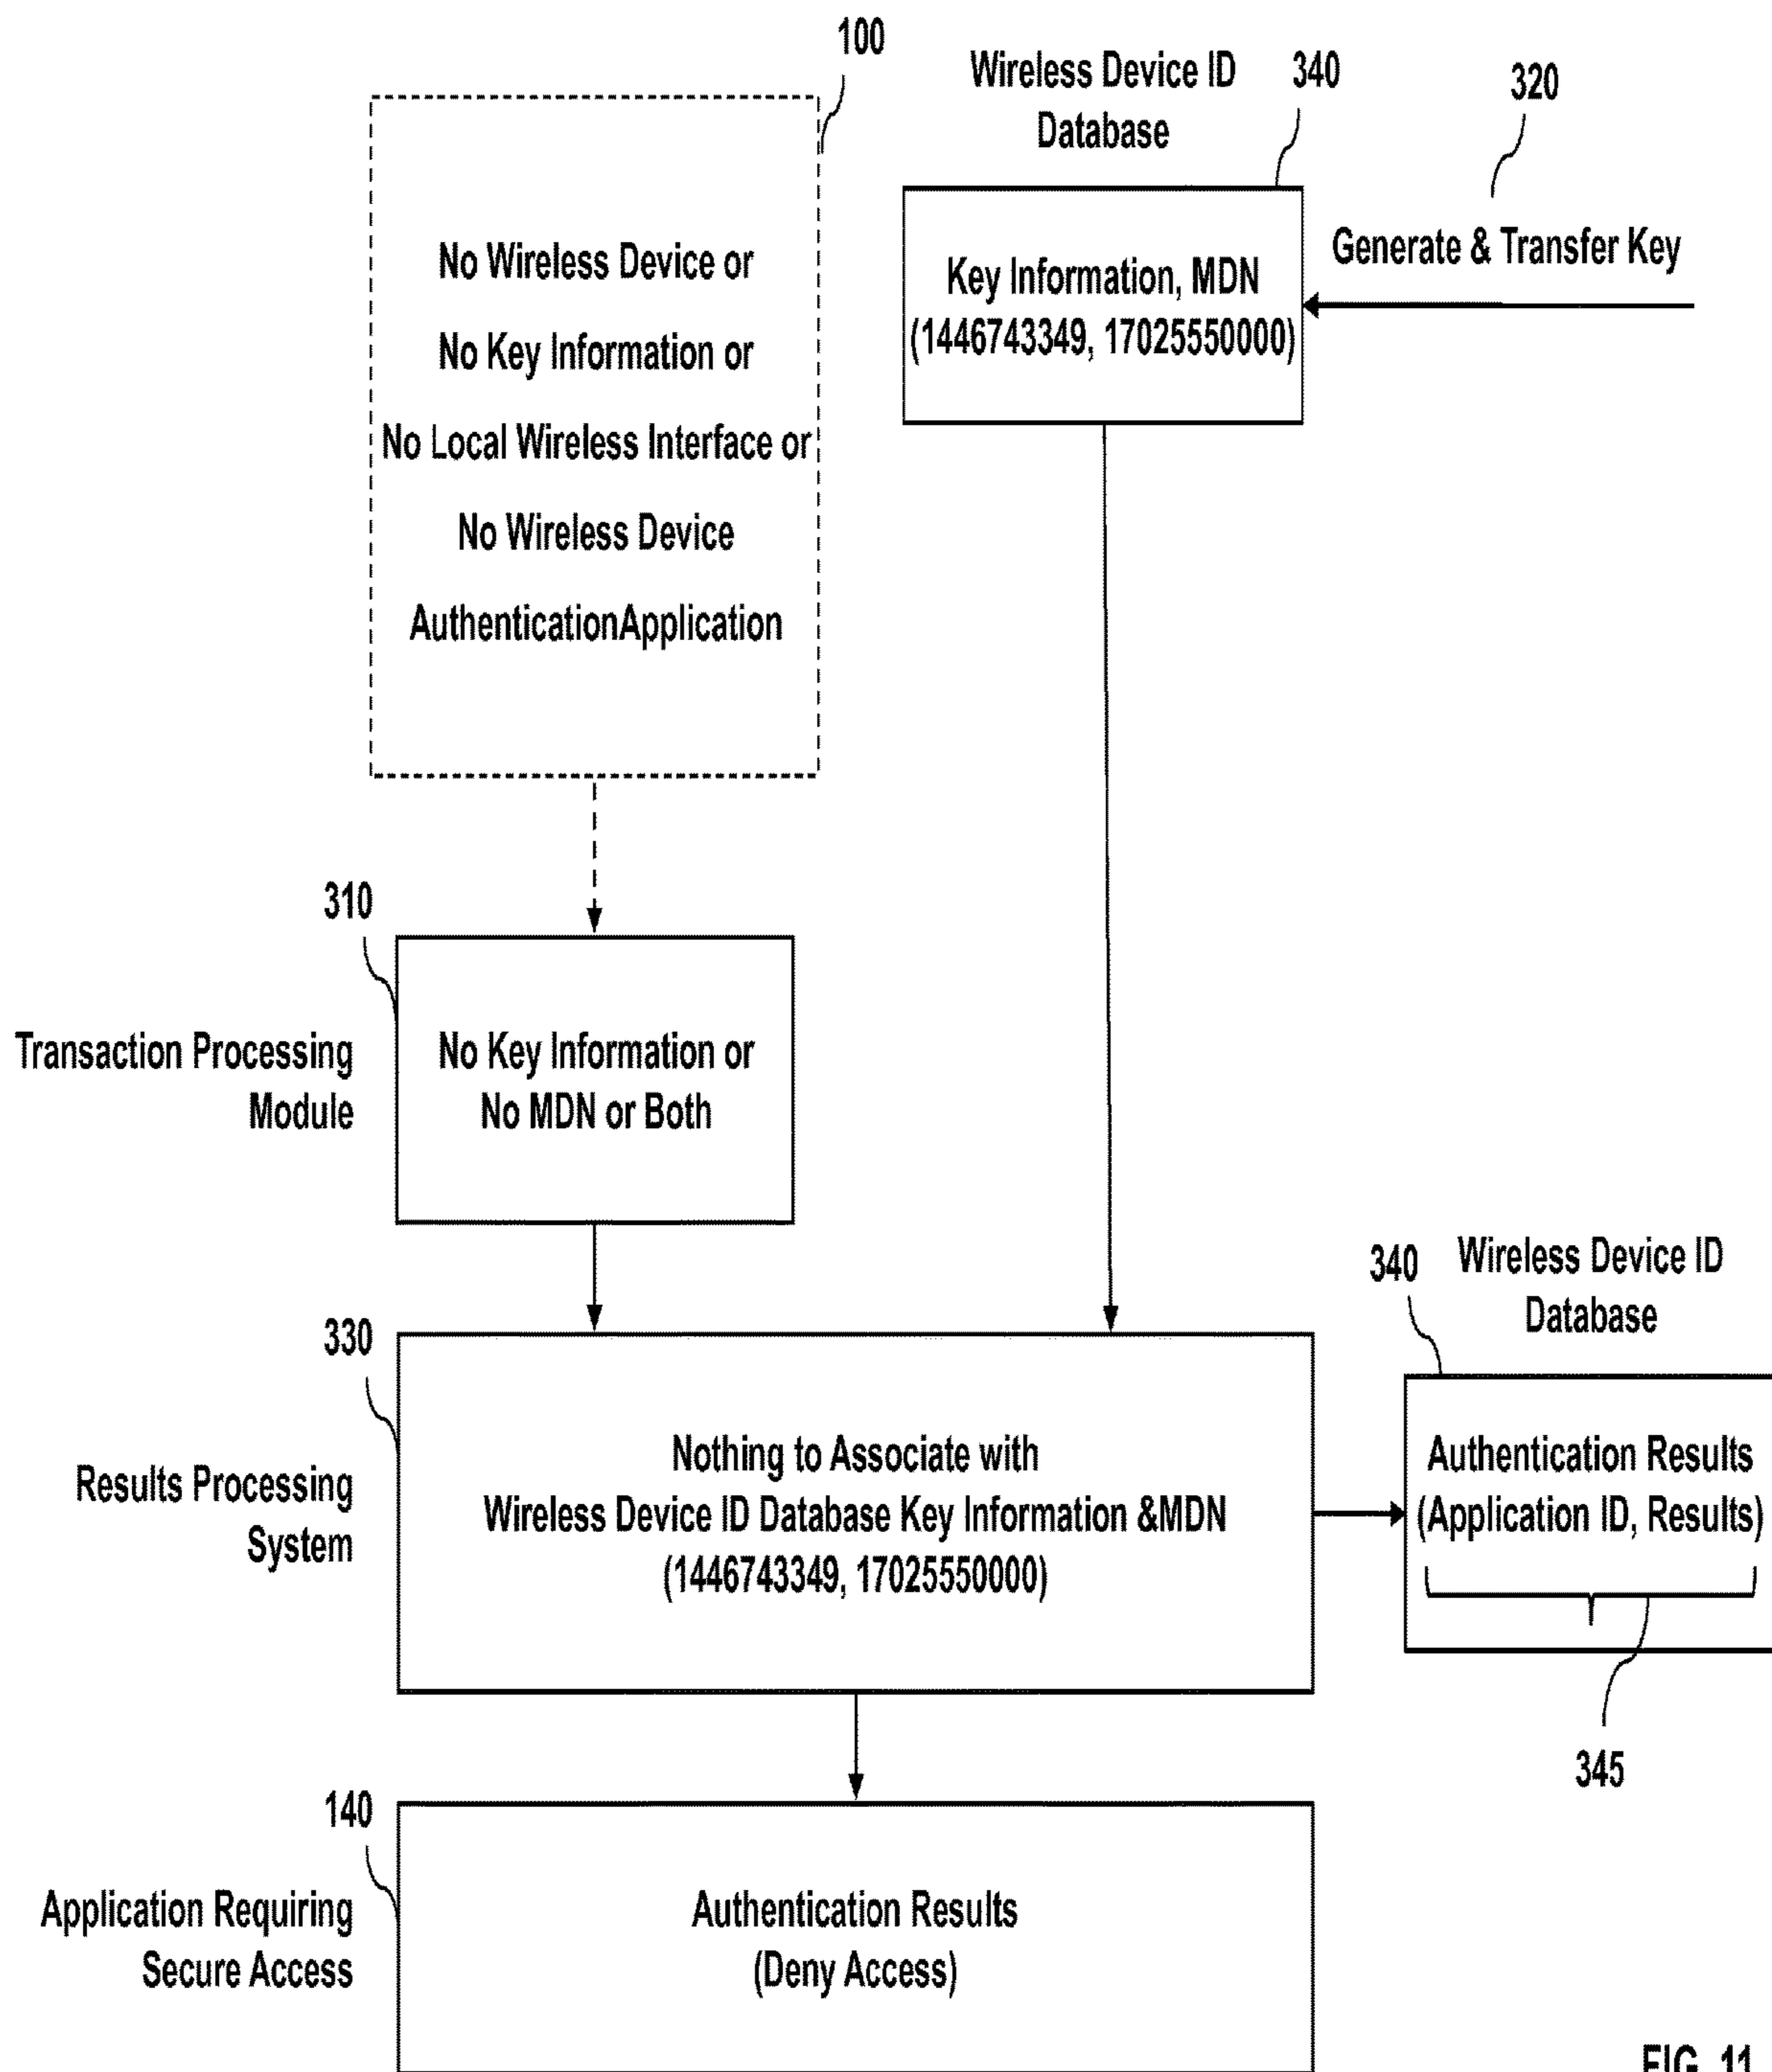 100
Wireless Device ID
Database
340
320
No Wireless Device or
No Key Information or
No Local Wireless Interface or
No Wireless Device
AuthenticationApplication
Key Information, MDN
(1446743349, 17025550000)
Generate & Transfer Key
310
Transaction Processing
Module
No Key Information or
No MDN or Both
330
Results Processing
System
Nothing to Associate with
Wireless Device ID Database Key Information &MDN
(1446743349, 17025550000)
340
Wireless Device ID
Database
Authentication Results
(Application ID, Results)
345
140
Application Requiring
Secure Access
Authentication Results
(Deny Access)
FIG. 11